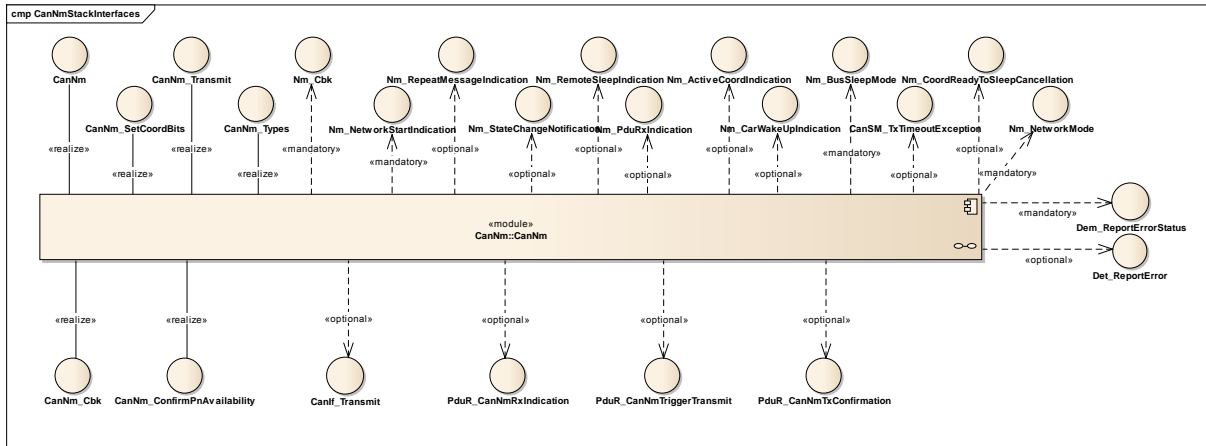 cmp CanNmStackInterfaces
CanNm
CanNm_Transmit
Nm_Cbk
Nm_RepeatMessageIndication
Nm_RemoteSleepIndication
Nm_ActiveCoordIndication
Nm_BusSleepMode
Nm_CoordReadyToSleepCancellation
CanNm_SetCoordBits
CanNm_Types
Nm_NetworkStartIndication
Nm_StateChangeNotification
Nm_PduRxIndication
Nm_CarWakeUpIndication
CanSM_TxTimeoutException
Nm_NetworkMode
«realize»
«realize»
«mandatory»
«optional»
«optional»
«optional»
«mandatory»
«optional»
«realize»
«realize»
«mandatory»
«optional»
«optional»
«optional»
«optional»
«mandatory»
«module»
CanNm::CanNm
«mandatory»
Dem_ReportErrorStatus
«optional»
Det_ReportError
«realize»
«realize»
«optional»
«optional»
«optional»
«optional»
CanNm_Cbk
CanNm_ConfirmPnAvailability
CanIf_Transmit
PduR_CanNmRxIndication
PduR_CanNmTriggerTransmit
PduR_CanNmTxConfirmation